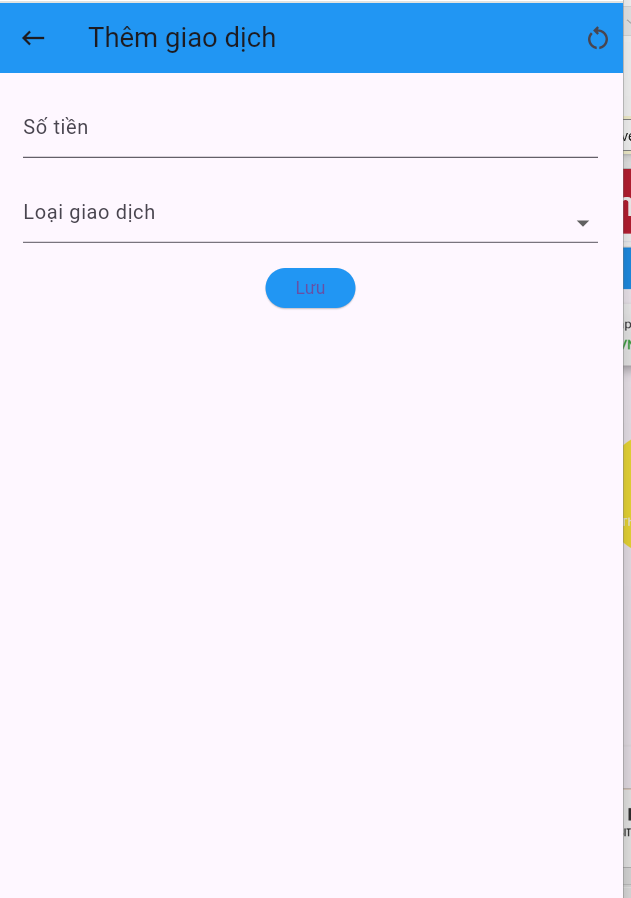 Thêm giao dịch
Số tiền
Loại giao dịch
Lưu